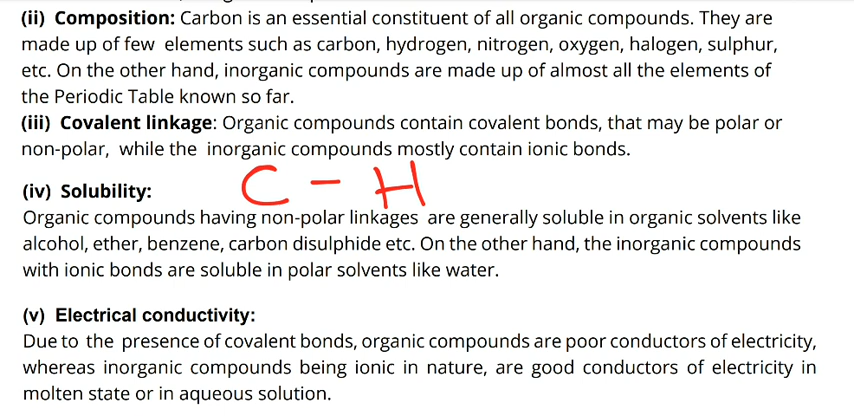 (ii) Composition: Carbon is an essential constituent of all organic compounds. They are
made up of few elements such as carbon, hydrogen, nitrogen, oxygen, halogen, sulphur,
etc. On the other hand, inorganic compounds are made up of almost all the elements of
the Periodic Table known so far.
(iii) Covalent linkage: Organic compounds contain covalent bonds, that may be polar or
non-polar, while the inorganic compounds mostly contain ionic bonds.
C - H
(iv) Solubility:
Organic compounds having non-polar linkages are generally soluble in organic solvents like
alcohol, ether, benzene, carbon disulphide etc. On the other hand, the inorganic compounds
with ionic bonds are soluble in polar solvents like water.
(v) Electrical conductivity:
Due to the presence of covalent bonds, organic compounds are poor conductors of electricity,
whereas inorganic compounds being ionic in nature, are good conductors of electricity in
molten state or in aqueous solution.